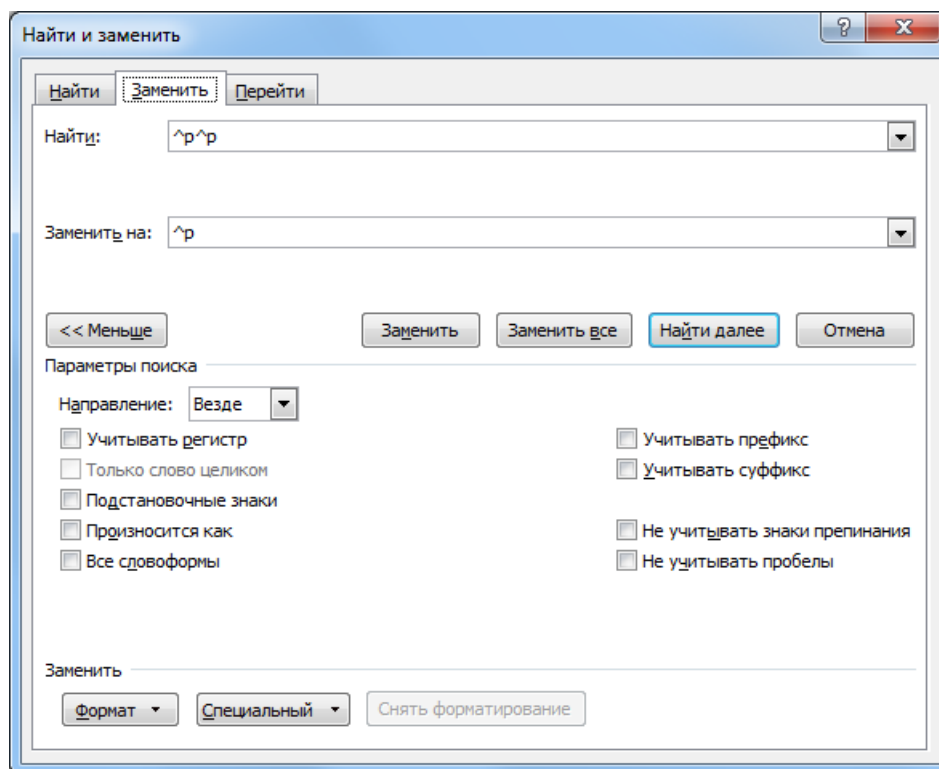 Найти и заменить
Найти Заменить Перейти
Найти: ^p^p
Заменить на: ^p
<< Меньше Заменить Заменить все Найти далее Отмена
Параметры поиска
Направление: Везде
Учитывать регистр Учитывать префикс
Только слово целиком Учитывать суффикс
Подстановочные знаки
Произносится как Не учитывать знаки препинания
Все словоформы Не учитывать пробелы
Заменить
Формат Специальный Снять форматирование